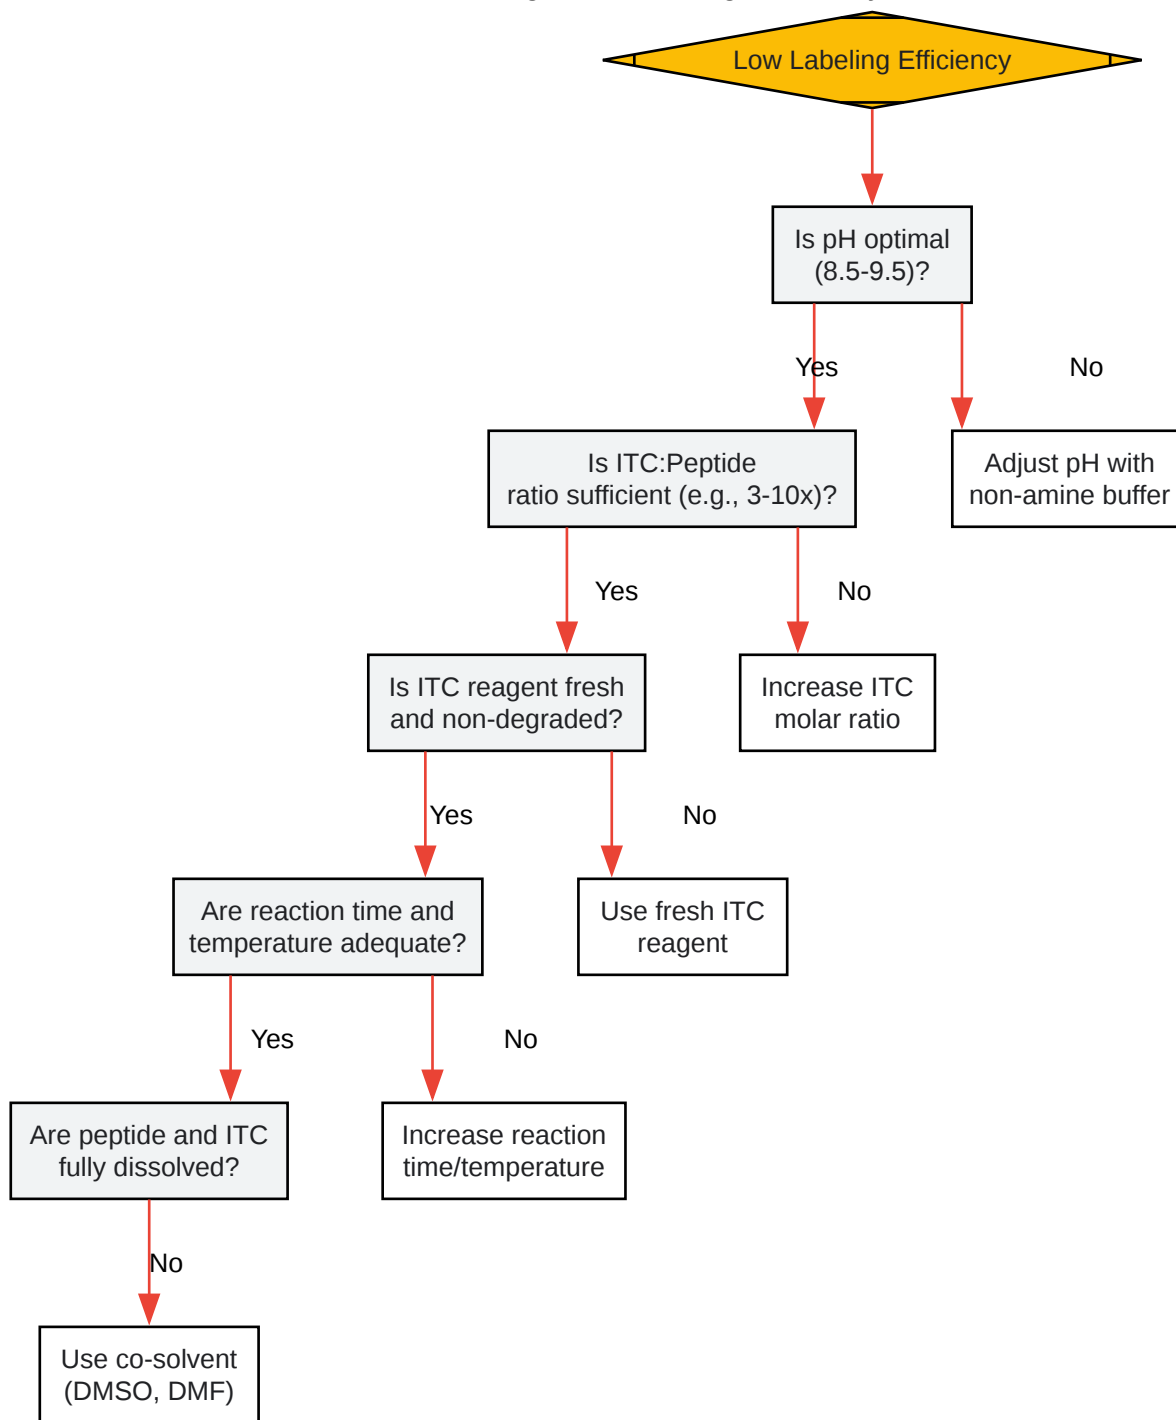 Low Labeling Efficiency
Is pH optimal
(8.5-9.5)?
Yes
No
Is ITC:Peptide
ratio sufficient (e.g., 3-10x)?
Adjust pH with
non-amine buffer
Yes
No
Is ITC reagent fresh
and non-degraded?
Increase ITC
molar ratio
Yes
No
Are reaction time and
temperature adequate?
Use fresh ITC
reagent
Yes
No
Are peptide and ITC
fully dissolved?
Increase reaction
time/temperature
No
Use co-solvent
(DMSO, DMF)